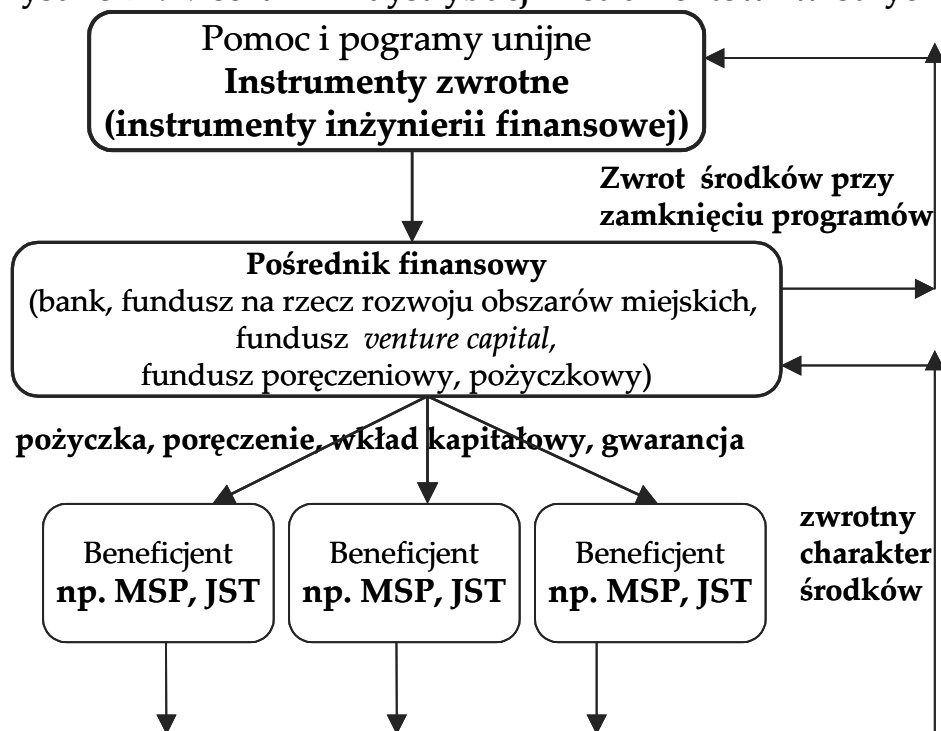 Pomoc i pogramy unijne
Instrumenty zwrotne
(instrumenty inżynierii finansowej)
Zwrot środków przy
zamknięciu programów
Pośrednik finansowy
(bank, fundusz na rzecz rozwoju obszarów miejskich,
fundusz venture capital,
fundusz poręczeniowy, pożyczkowy)
pożyczka, poręczenie, wkład kapitałowy, gwarancja
Beneficjent
np. MSP, JST
Beneficjent
np. MSP, JST
Beneficjent
np. MSP, JST
zwrotny
charakter
środków